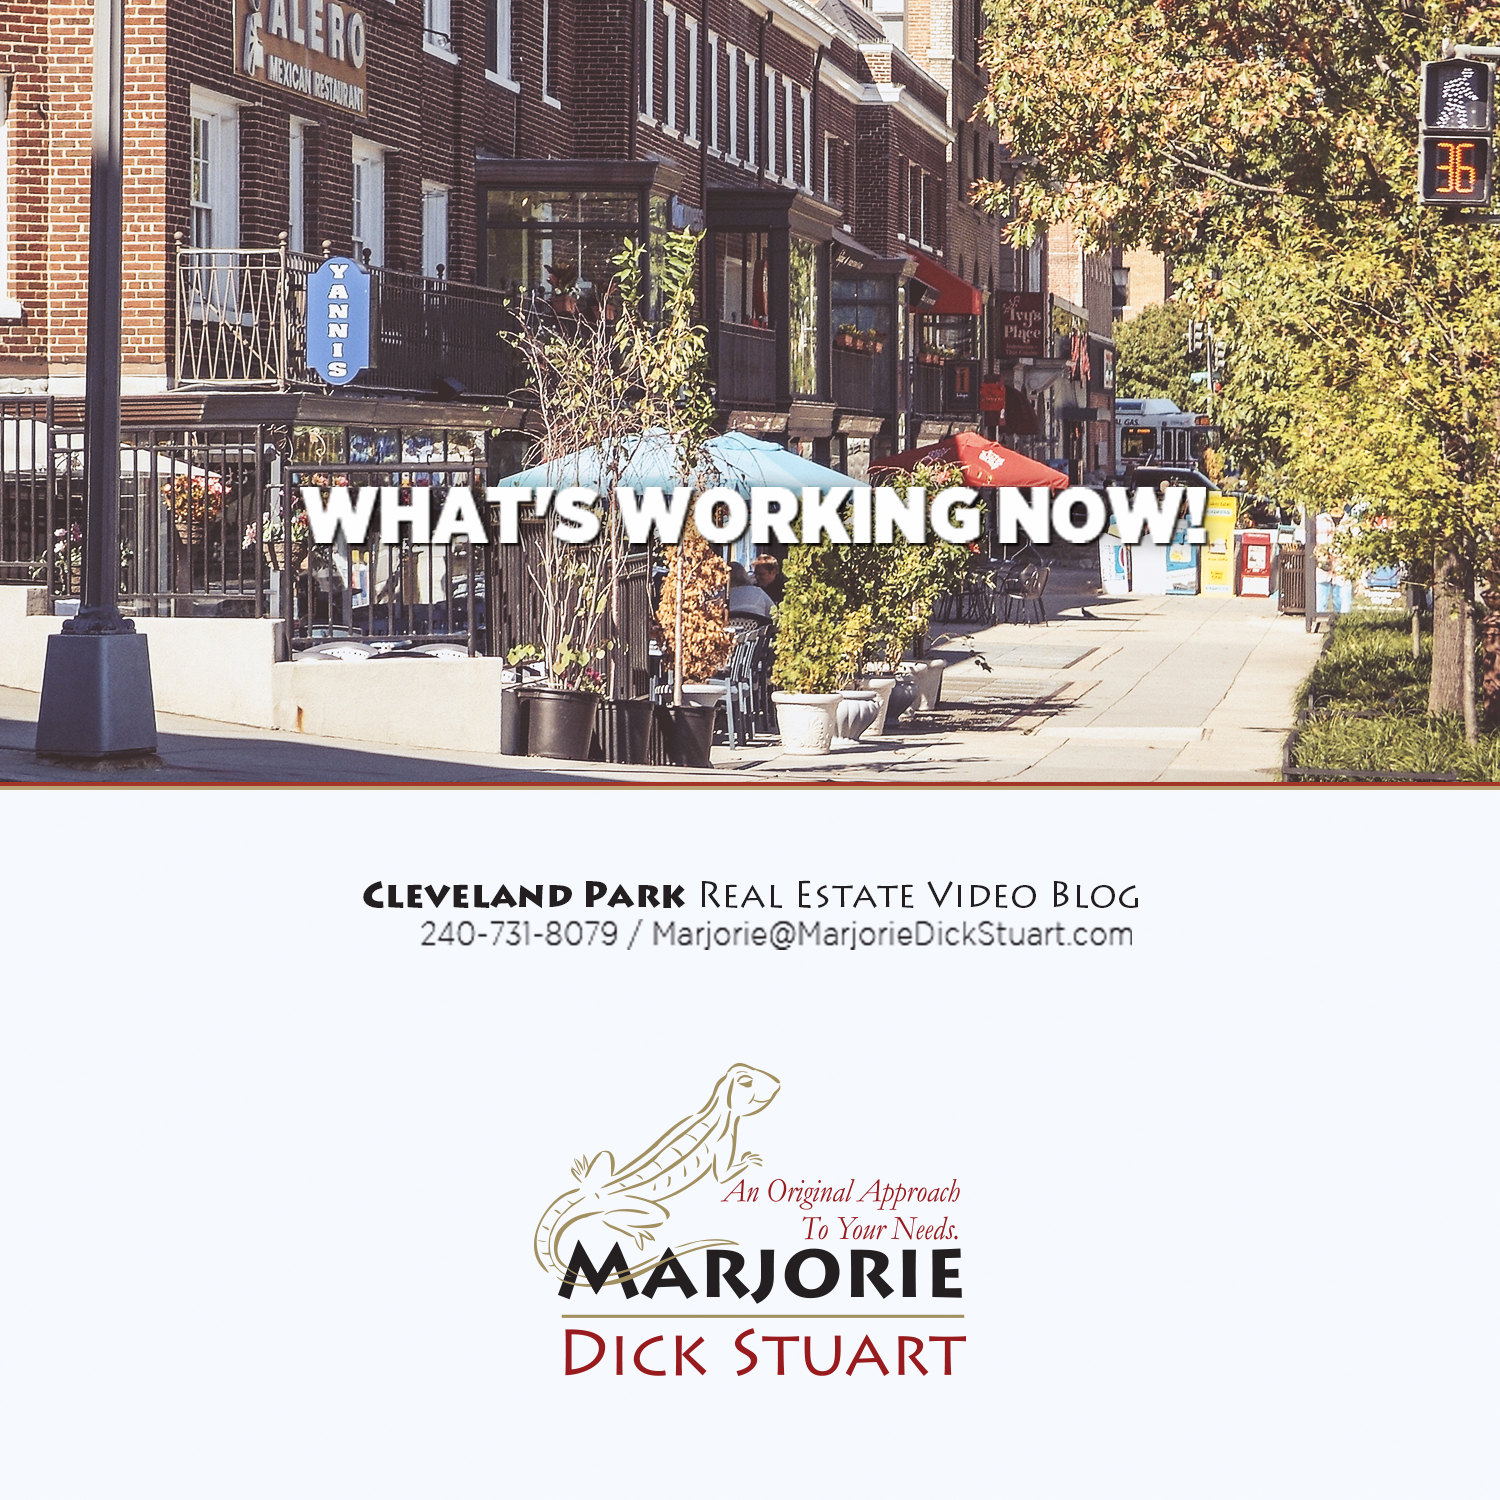 ALERO
MEXICAN RESTAURANT
36
YANNIS
Ivy's
Place
L GAS.
WHAT'S WORKING NOW!
CLEVELAND PARK REAL ESTATE VIDEO BLOG
240-731-8079 / Marjorie@MarjorieDickStuart.com
An Original Approach
To Your Needs.
MARJORIE
DICK STUART